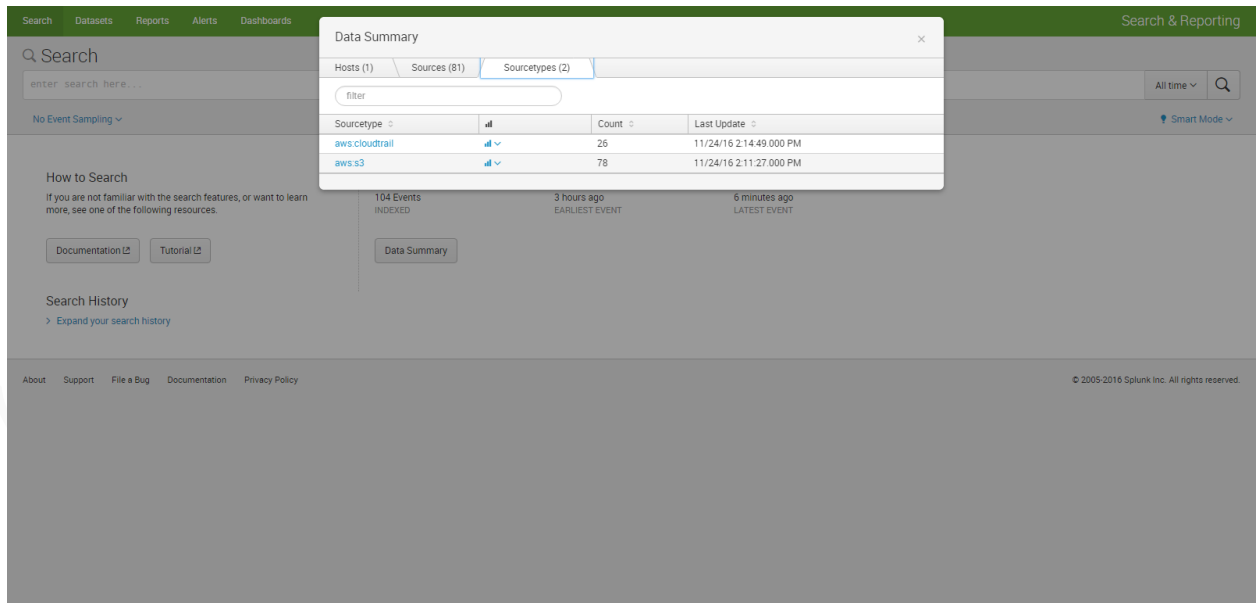 Search Datasets Reports Alerts Dashboards
Search & Reporting
Search
enter search here...
All time
No Event Sampling
Smart Mode
Data Summary
Hosts (1) Sources (81) Sourcetypes (2)
filter
Sourcetype Count Last Update
aws:cloudtrail 26 11/24/16 2:14:49.000 PM
aws:s3 78 11/24/16 2:11:27.000 PM
How to Search
If you are not familiar with the search features, or want to learn
more, see one of the following resources.
Documentation Tutorial
104 Events 3 hours ago 6 minutes ago
INDEXED EARLIEST EVENT LATEST EVENT
Data Summary
Search History
> Expand your search history
About Support File a Bug Documentation Privacy Policy
© 2005-2016 Splunk Inc. All rights reserved.